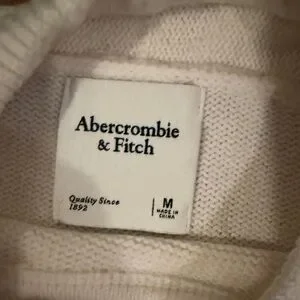 Abercrombie
& Fitch
Quality Since
1892
M
MADE IN
CHINA